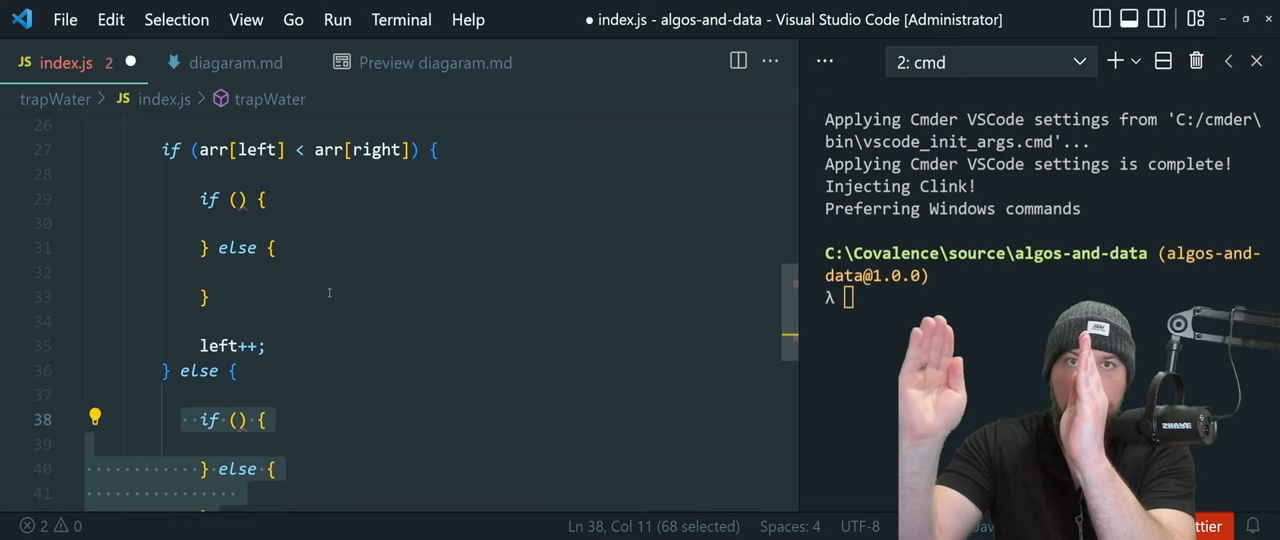 File Edit Selection View Go Run Terminal Help
● index.js - algos-and-data - Visual Studio Code [Administrator]
JS index.js 2 ●
diagaram.md
Preview diagaram.md
2: cmd
trapWater > JS index.js > trapWater
26
27 if (arr[left] < arr[right]) {
28
29 if () {
30
31 } else {
32
33 }
34
35 left++;
36 } else {
38 if () {
39
40 } else {
41
Applying Cmder VSCode settings from 'C:/cmder\
bin\vscode_init_args.cmd'...
Applying Cmder VSCode settings is complete!
Injecting Clink!
Preferring Windows commands
C:\Covalence\source\algos-and-data (algos-and-
data@1.0.0)
λ
SHURE
2 0
Ln 38, Col 11 (68 selected) Spaces: 4 UTF-8